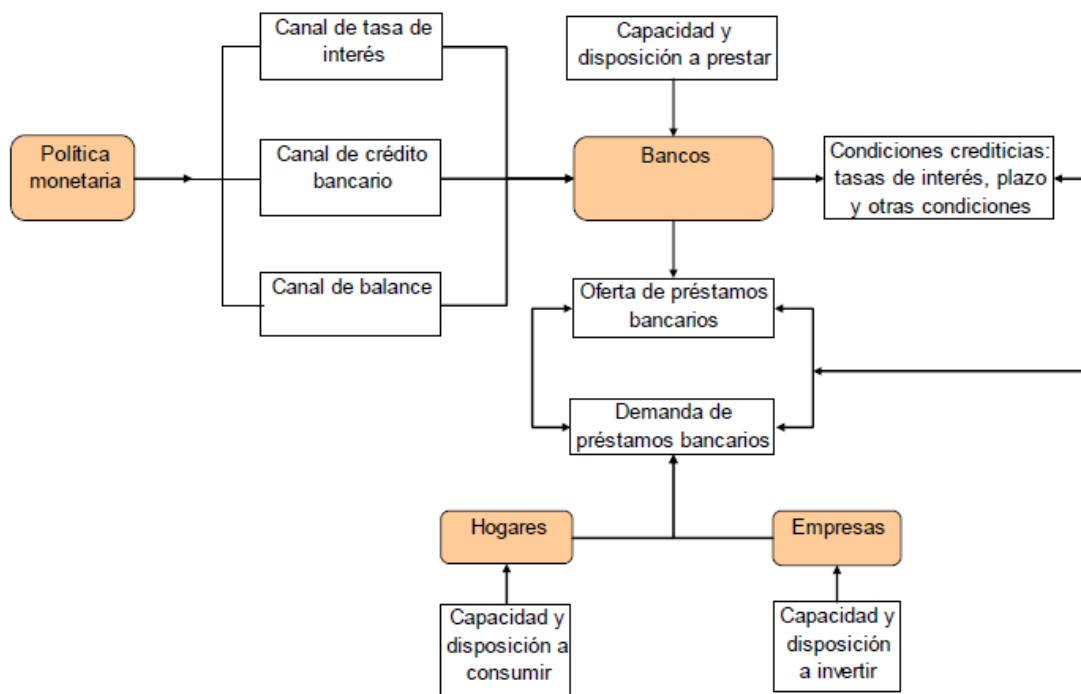 Canal de tasa de
interés
Capacidad y
disposición a prestar
Política
monetaria
Canal de crédito
bancario
Bancos
Condiciones crediticias:
tasas de interés, plazo
y otras condiciones
Canal de balance
Oferta de préstamos
bancarios
Demanda de
préstamos bancarios
Hogares
Empresas
Capacidad y
disposición a
consumir
Capacidad y
disposición
a invertir